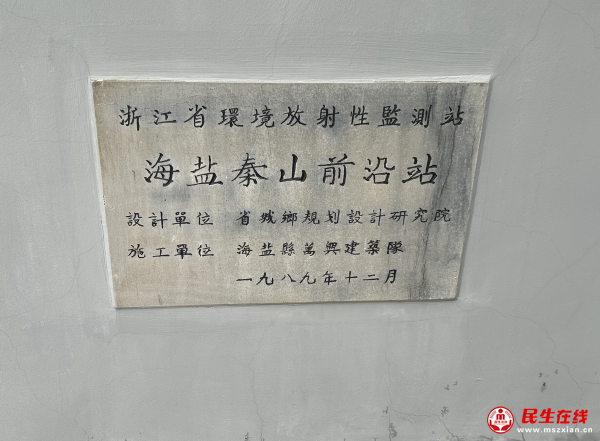 浙江省環境放射性監測站
海盐秦山前沿站
設計單位 省城鄉規划設計研究院
施工單位 海盐縣萬興建築隊
一九八九年十二月
民生在线
www.mszxian.cn